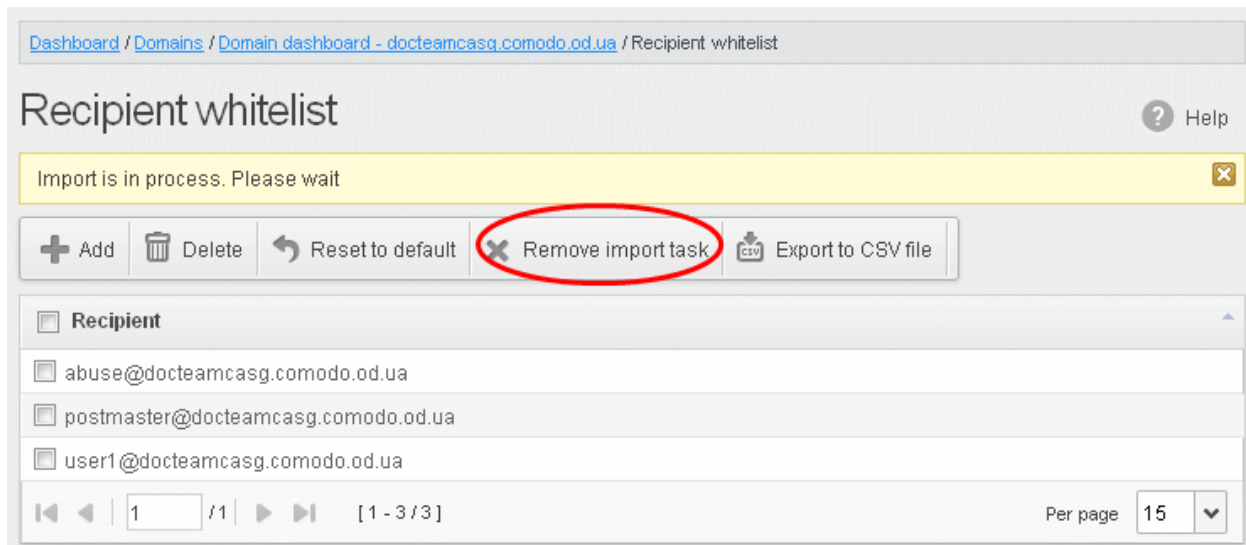 Dashboard / Domains / Domain dashboard - docteamcasg.comodo.od.ua / Recipient whitelist
Recipient whitelist
? Help
Import is in process. Please wait
Add Delete Reset to default Remove import task CSV Export to CSV file
Recipient
abuse@docteamcasg.comodo.od.ua
postmaster@docteamcasg.comodo.od.ua
user1@docteamcasg.comodo.od.ua
1 /1 [ 1 - 3 / 3 ] Per page 15